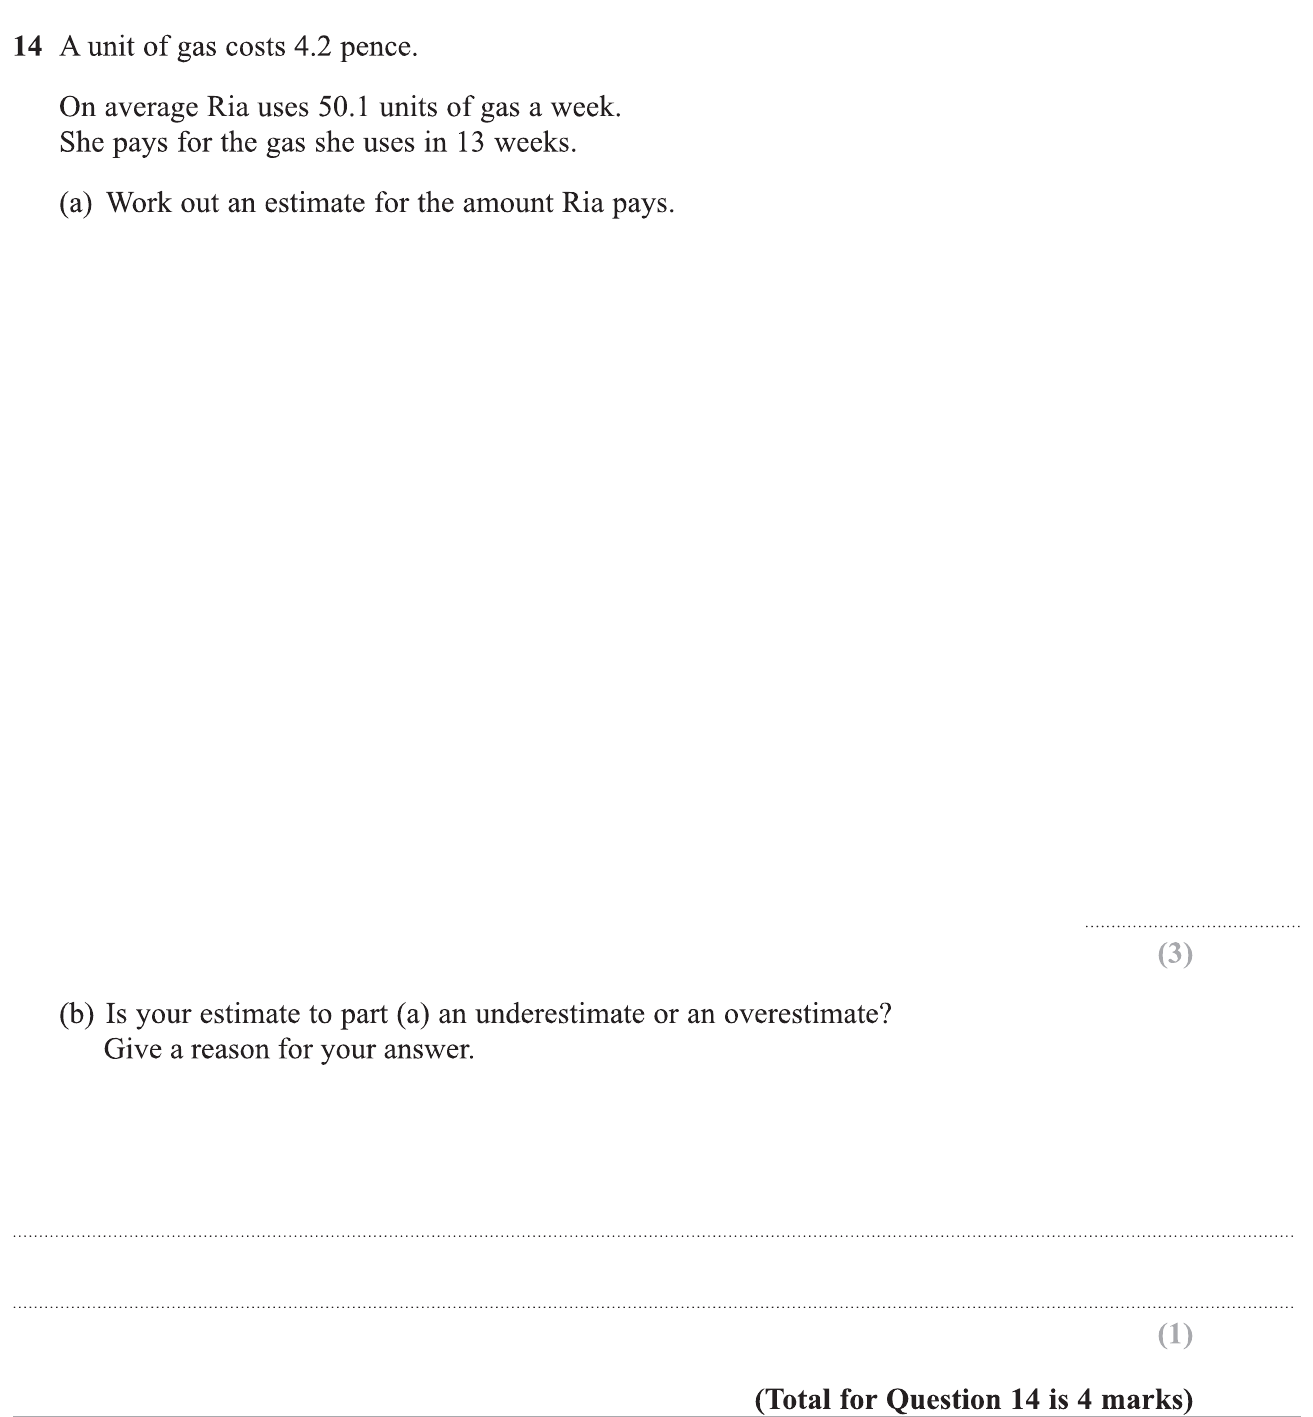 14 A unit of gas costs 4.2 pence.
On average Ria uses 50.1 units of gas a week.
She pays for the gas she uses in 13 weeks.
(a) Work out an estimate for the amount Ria pays.
(3)
(b) Is your estimate to part (a) an underestimate or an overestimate?
Give a reason for your answer.
(1)
(Total for Question 14 is 4 marks)